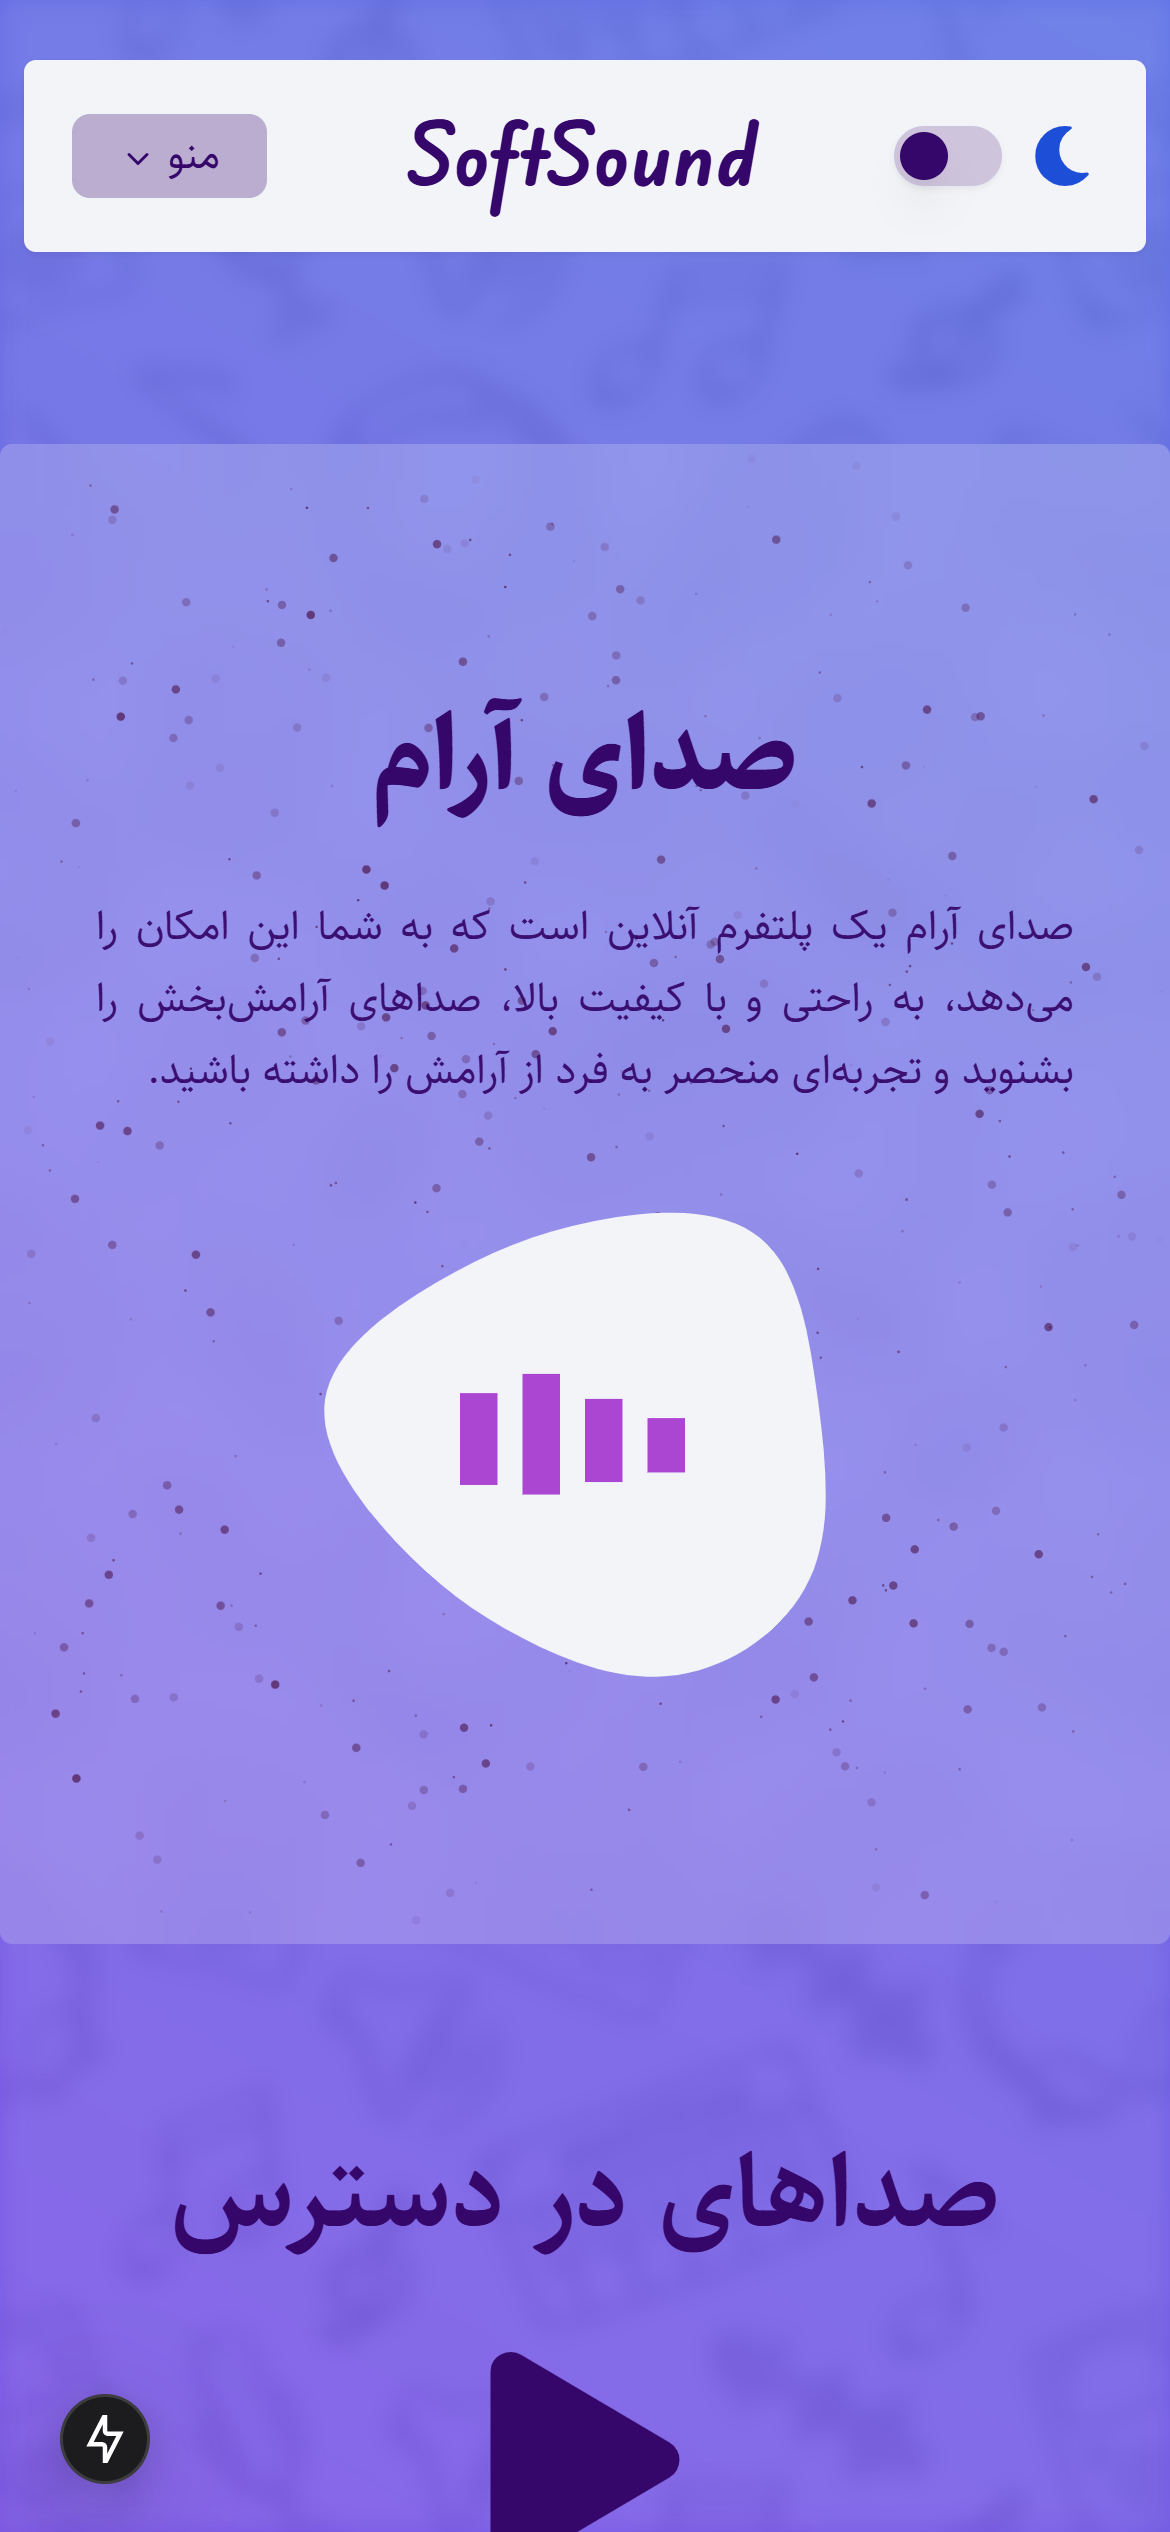 منو
SoftSound
صدای آرام
صدای آرام یک پلتفرم آنلاین است که به شما این امکان را
می‌دهد، به راحتی و با کیفیت بالا، صداهای آرامش‌بخش را
بشنوید و تجربه‌ای منحصر به فرد از آرامش را داشته باشید.
صداهای در دسترس